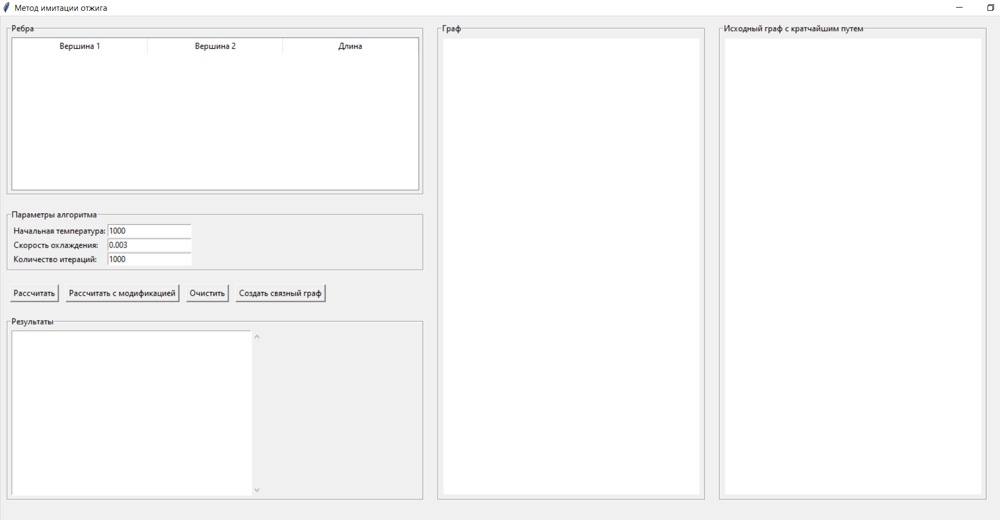 Метод имитации отжига
Ребра
Вершина 1 Вершина 2 Длина
Параметры алгоритма
Начальная температура: 1000
Скорость охлаждения: 0.003
Количество итераций: 1000
Рассчитать Рассчитать с модификацией Очистить Создать связный граф
Результаты
Граф
Исходный граф с кратчайшим путем